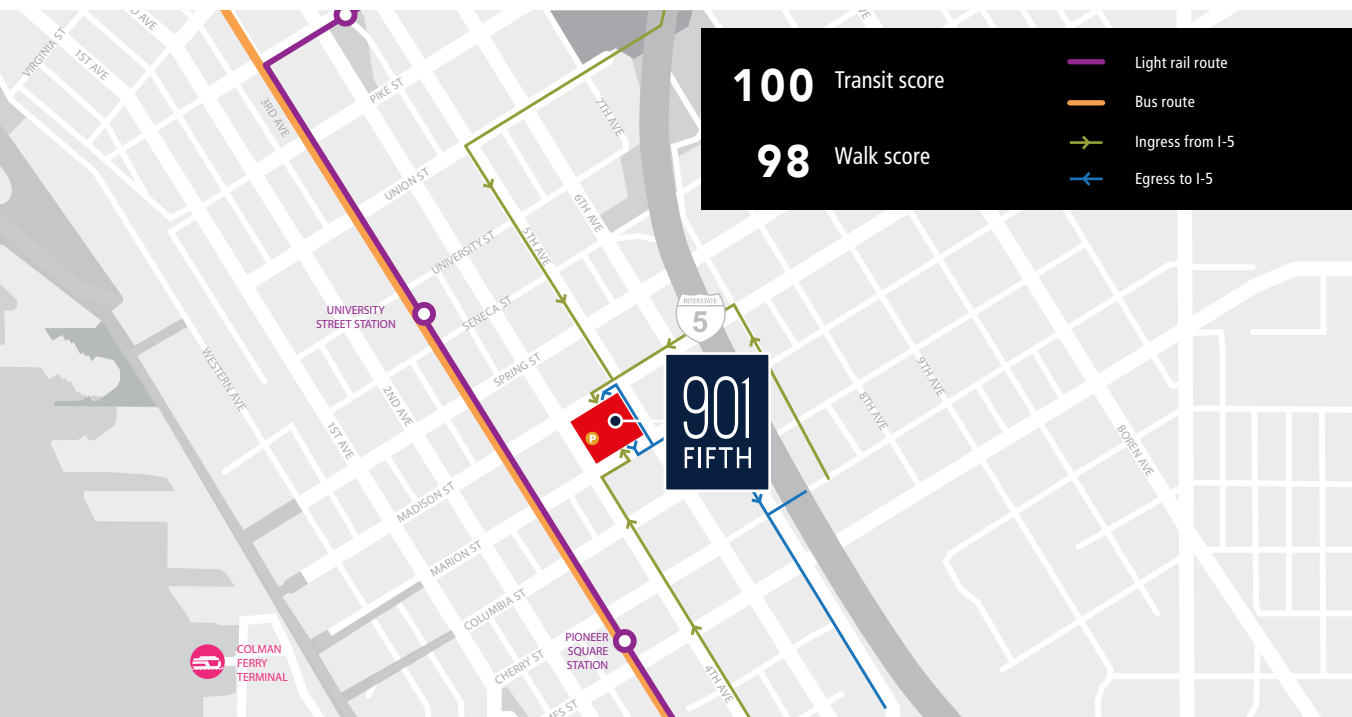 100 Transit score
98 Walk score
Light rail route
Bus route
Ingress from I-5
Egress to I-5
VIRGINIA ST
1ST AVE
AVE
3RD AVE
PIKE ST
7TH AVE
UNION ST
6TH AVE
5TH AVE
UNIVERSITY ST
UNIVERSITY
STREET STATION
SENECA ST
SPRING ST
INTERSTATE
5
WESTERN AVE
2ND AVE
1ST AVE
P
901
FIFTH
9TH AVE
8TH AVE
BOREN AVE
MADISON ST
MARION ST
COLUMBIA ST
CHERRY ST
PIONEER
SQUARE
STATION
4TH AVE
COLMAN
FERRY
TERMINAL